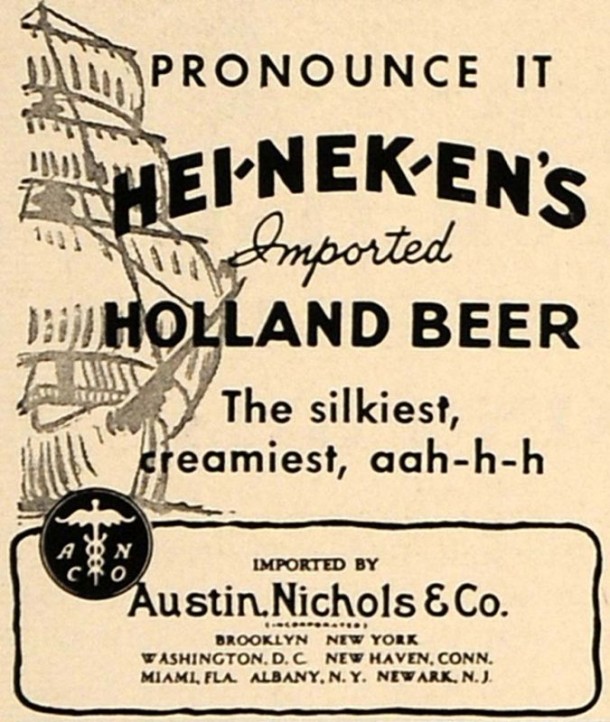 PRONOUNCE IT
HEI-NEK-EN'S
Imported
HOLLAND BEER
The silkiest,
creamiest, aah-h-h
A N
C O
IMPORTED BY
Austin, Nichols & Co.
(INCORPORATED)
BROOKLYN NEW YORK
WASHINGTON, D. C. NEW HAVEN, CONN.
MIAMI, FLA. ALBANY, N. Y. NEWARK, N. J.